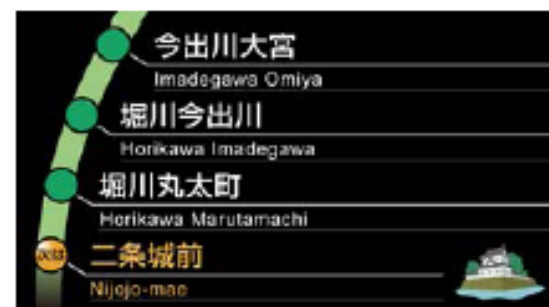 今出川大宮
Imadegawa Omiya
堀川今出川
Horikawa Imadegawa
堀川丸太町
Horikawa Marutamachi
二条城前
Nijojo-mae